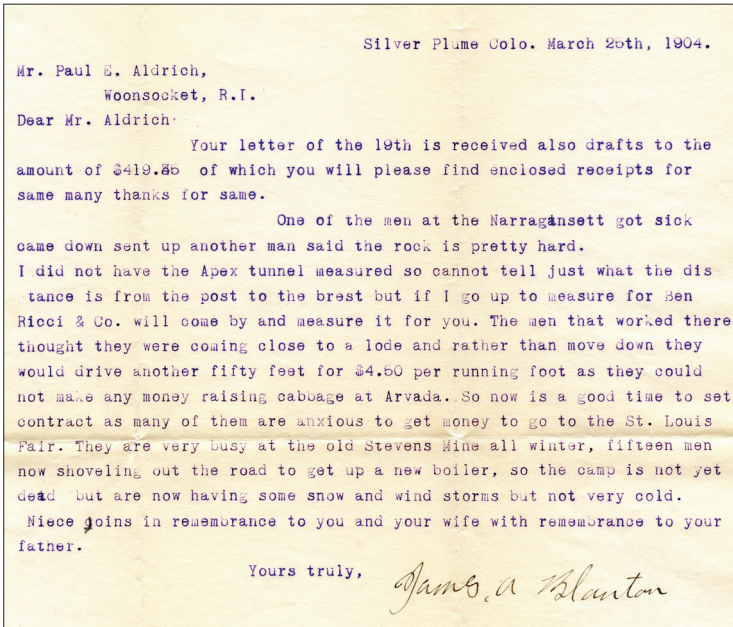 Silver Plume Colo. March 25th, 1904.
Mr. Paul E. Aldrich,
Woonsocket, R.I.
Dear Mr. Aldrich
Your letter of the 19th is received also drafts to the
amount of $419. of which you will please find enclosed receipts for
same many thanks for same.
One of the men at the Narragansett got sick
came down sent up another man said the rock is pretty hard.
I did not have the Apex tunnel measured so cannot tell just what the dis
tance is from the post to the brest but if I go up to measure for Ben
Ricci & Co. will come by and measure it for you. The men that worked there
thought they were coming close to a lode and rather than move down they
would drive another fifty feet for $4.50 per running foot as they could
not make any money raising cabbage at Arvada. So now is a good time to set
contract as many of them are anxious to get money to go to the St. Louis
Fair. They are very busy at the old Stevens Mine all winter, fifteen men
now shoveling out the road to get up a new boiler, so the camp is not yet
dead but are now having some snow and wind storms but not very cold.
Niece joins in remembrance to you and your wife with remembrance to your
father.
Yours truly, James, A Blanton